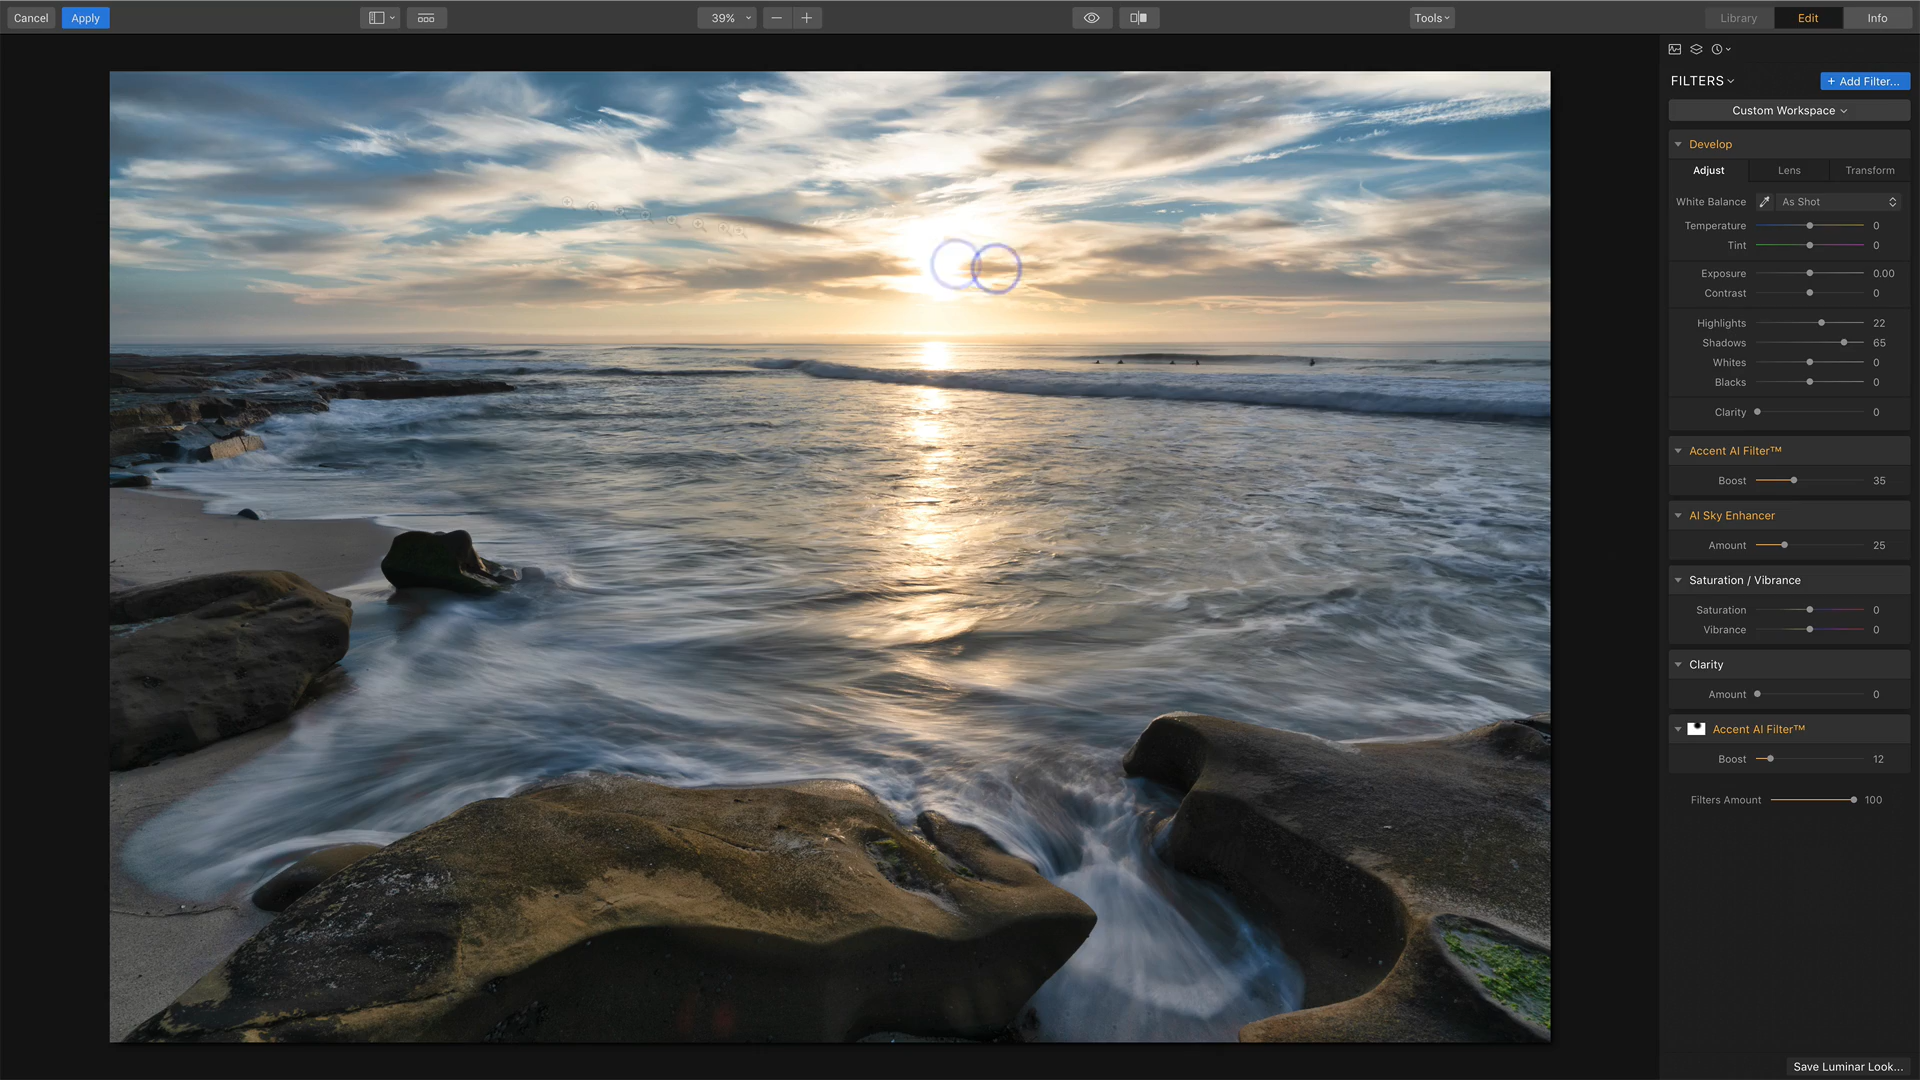 Cancel Apply 39% Tools Library Edit Info
FILTERS + Add Filter...
Custom Workspace
Develop
Adjust Lens Transform
White Balance As Shot
Temperature 0
Tint 0
Exposure 0.00
Contrast 0
Highlights 22
Shadows 65
Whites 0
Blacks 0
Clarity 0
Accent AI Filter™
Boost 35
AI Sky Enhancer
Amount 25
Saturation / Vibrance
Saturation 0
Vibrance 0
Clarity
Amount 0
Accent AI Filter™
Boost 12
Filters Amount 100
Save Luminar Look...